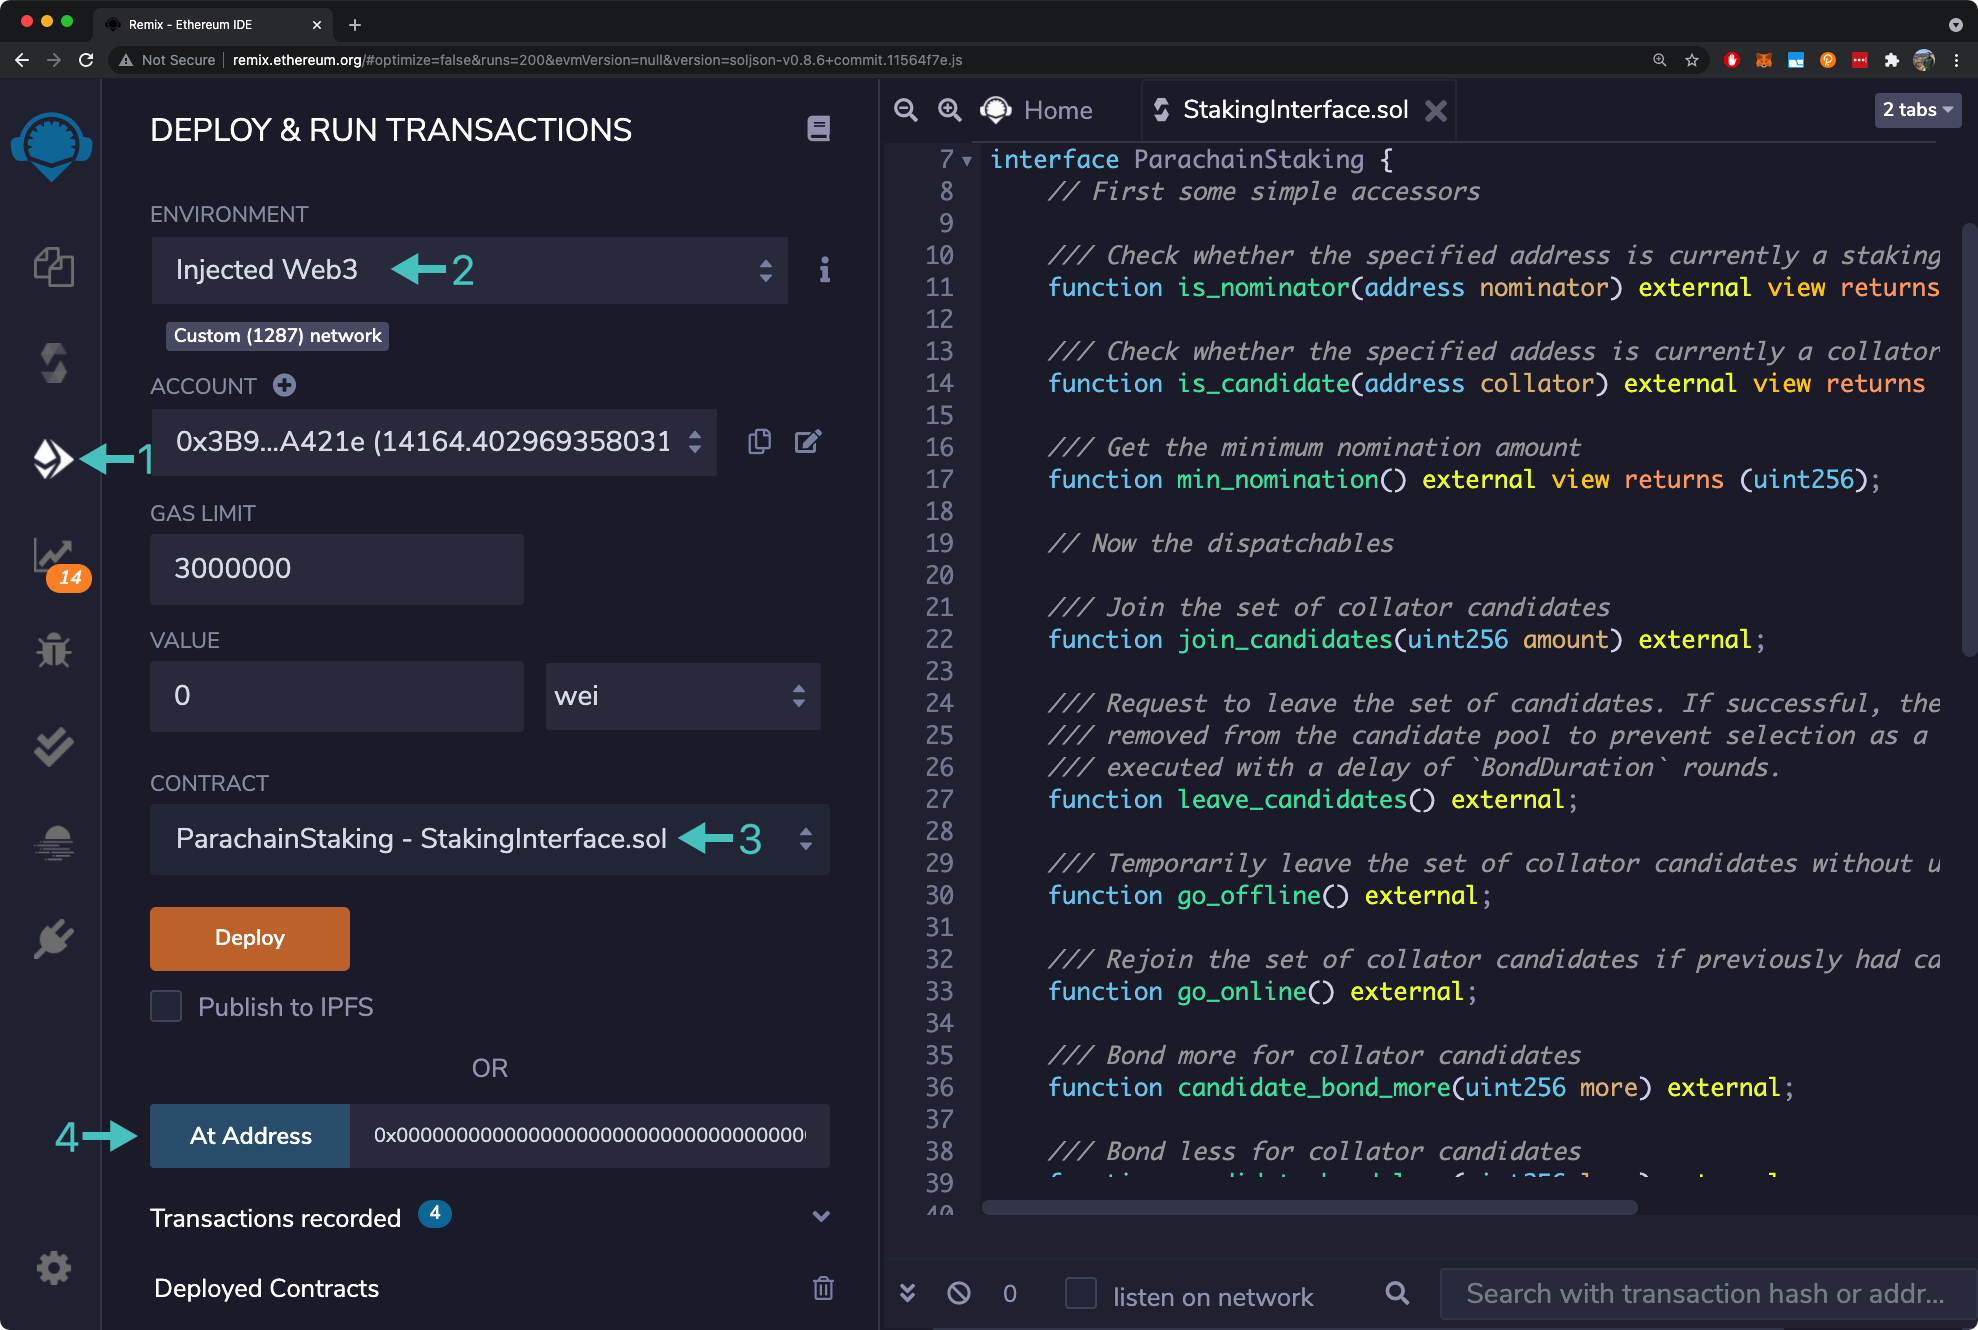 Remix - Ethereum IDE
Not Secure
remix.ethereum.org/#optimize=false&runs=200&evmVersion=null&version=soljson-v0.8.6+commit.11564f7e.js
DEPLOY & RUN TRANSACTIONS
ENVIRONMENT
Injected Web3
2
Custom (1287) network
ACCOUNT
1
0x3B9...A421e (14164.402969358031
GAS LIMIT
3000000
14
VALUE
0
wei
CONTRACT
ParachainStaking - StakingInterface.sol
3
Deploy
Publish to IPFS
OR
4
At Address
Transactions recorded
4
Deployed Contracts
Home
StakingInterface.sol
2 tabs
7 interface ParachainStaking {
8 // First some simple accessors
9
10 /// Check whether the specified address is currently a staking
11 function is_nominator(address nominator) external view returns
12
13 /// Check whether the specified addess is currently a collator
14 function is_candidate(address collator) external view returns
15
16 /// Get the minimum nomination amount
17 function min_nomination() external view returns (uint256);
18
19 // Now the dispatchables
20
21 /// Join the set of collator candidates
22 function join_candidates(uint256 amount) external;
23
24 /// Request to leave the set of candidates. If successful, the
25 /// removed from the candidate pool to prevent selection as a
26 /// executed with a delay of `BondDuration` rounds.
27 function leave_candidates() external;
28
29 /// Temporarily leave the set of collator candidates without u
30 function go_offline() external;
31
32 /// Rejoin the set of collator candidates if previously had ca
33 function go_online() external;
34
35 /// Bond more for collator candidates
36 function candidate_bond_more(uint256 more) external;
37
38 /// Bond less for collator candidates
39
40
0
listen on network
Search with transaction hash or addr...